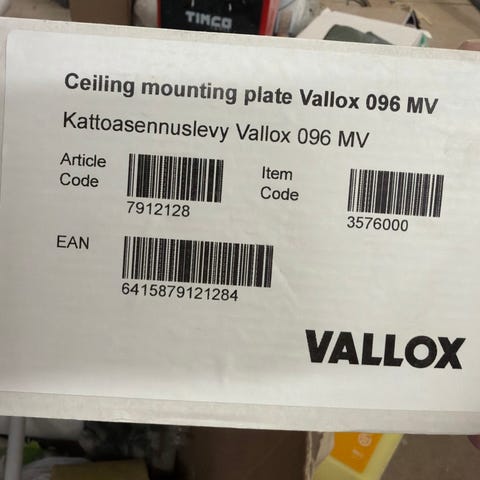 TIMCO
Ceiling mounting plate Vallox 096 MV
Kattoasennuslevy Vallox 096 MV
Article Code
7912128
Item Code
3576000
EAN
6415879121284
VALLOX